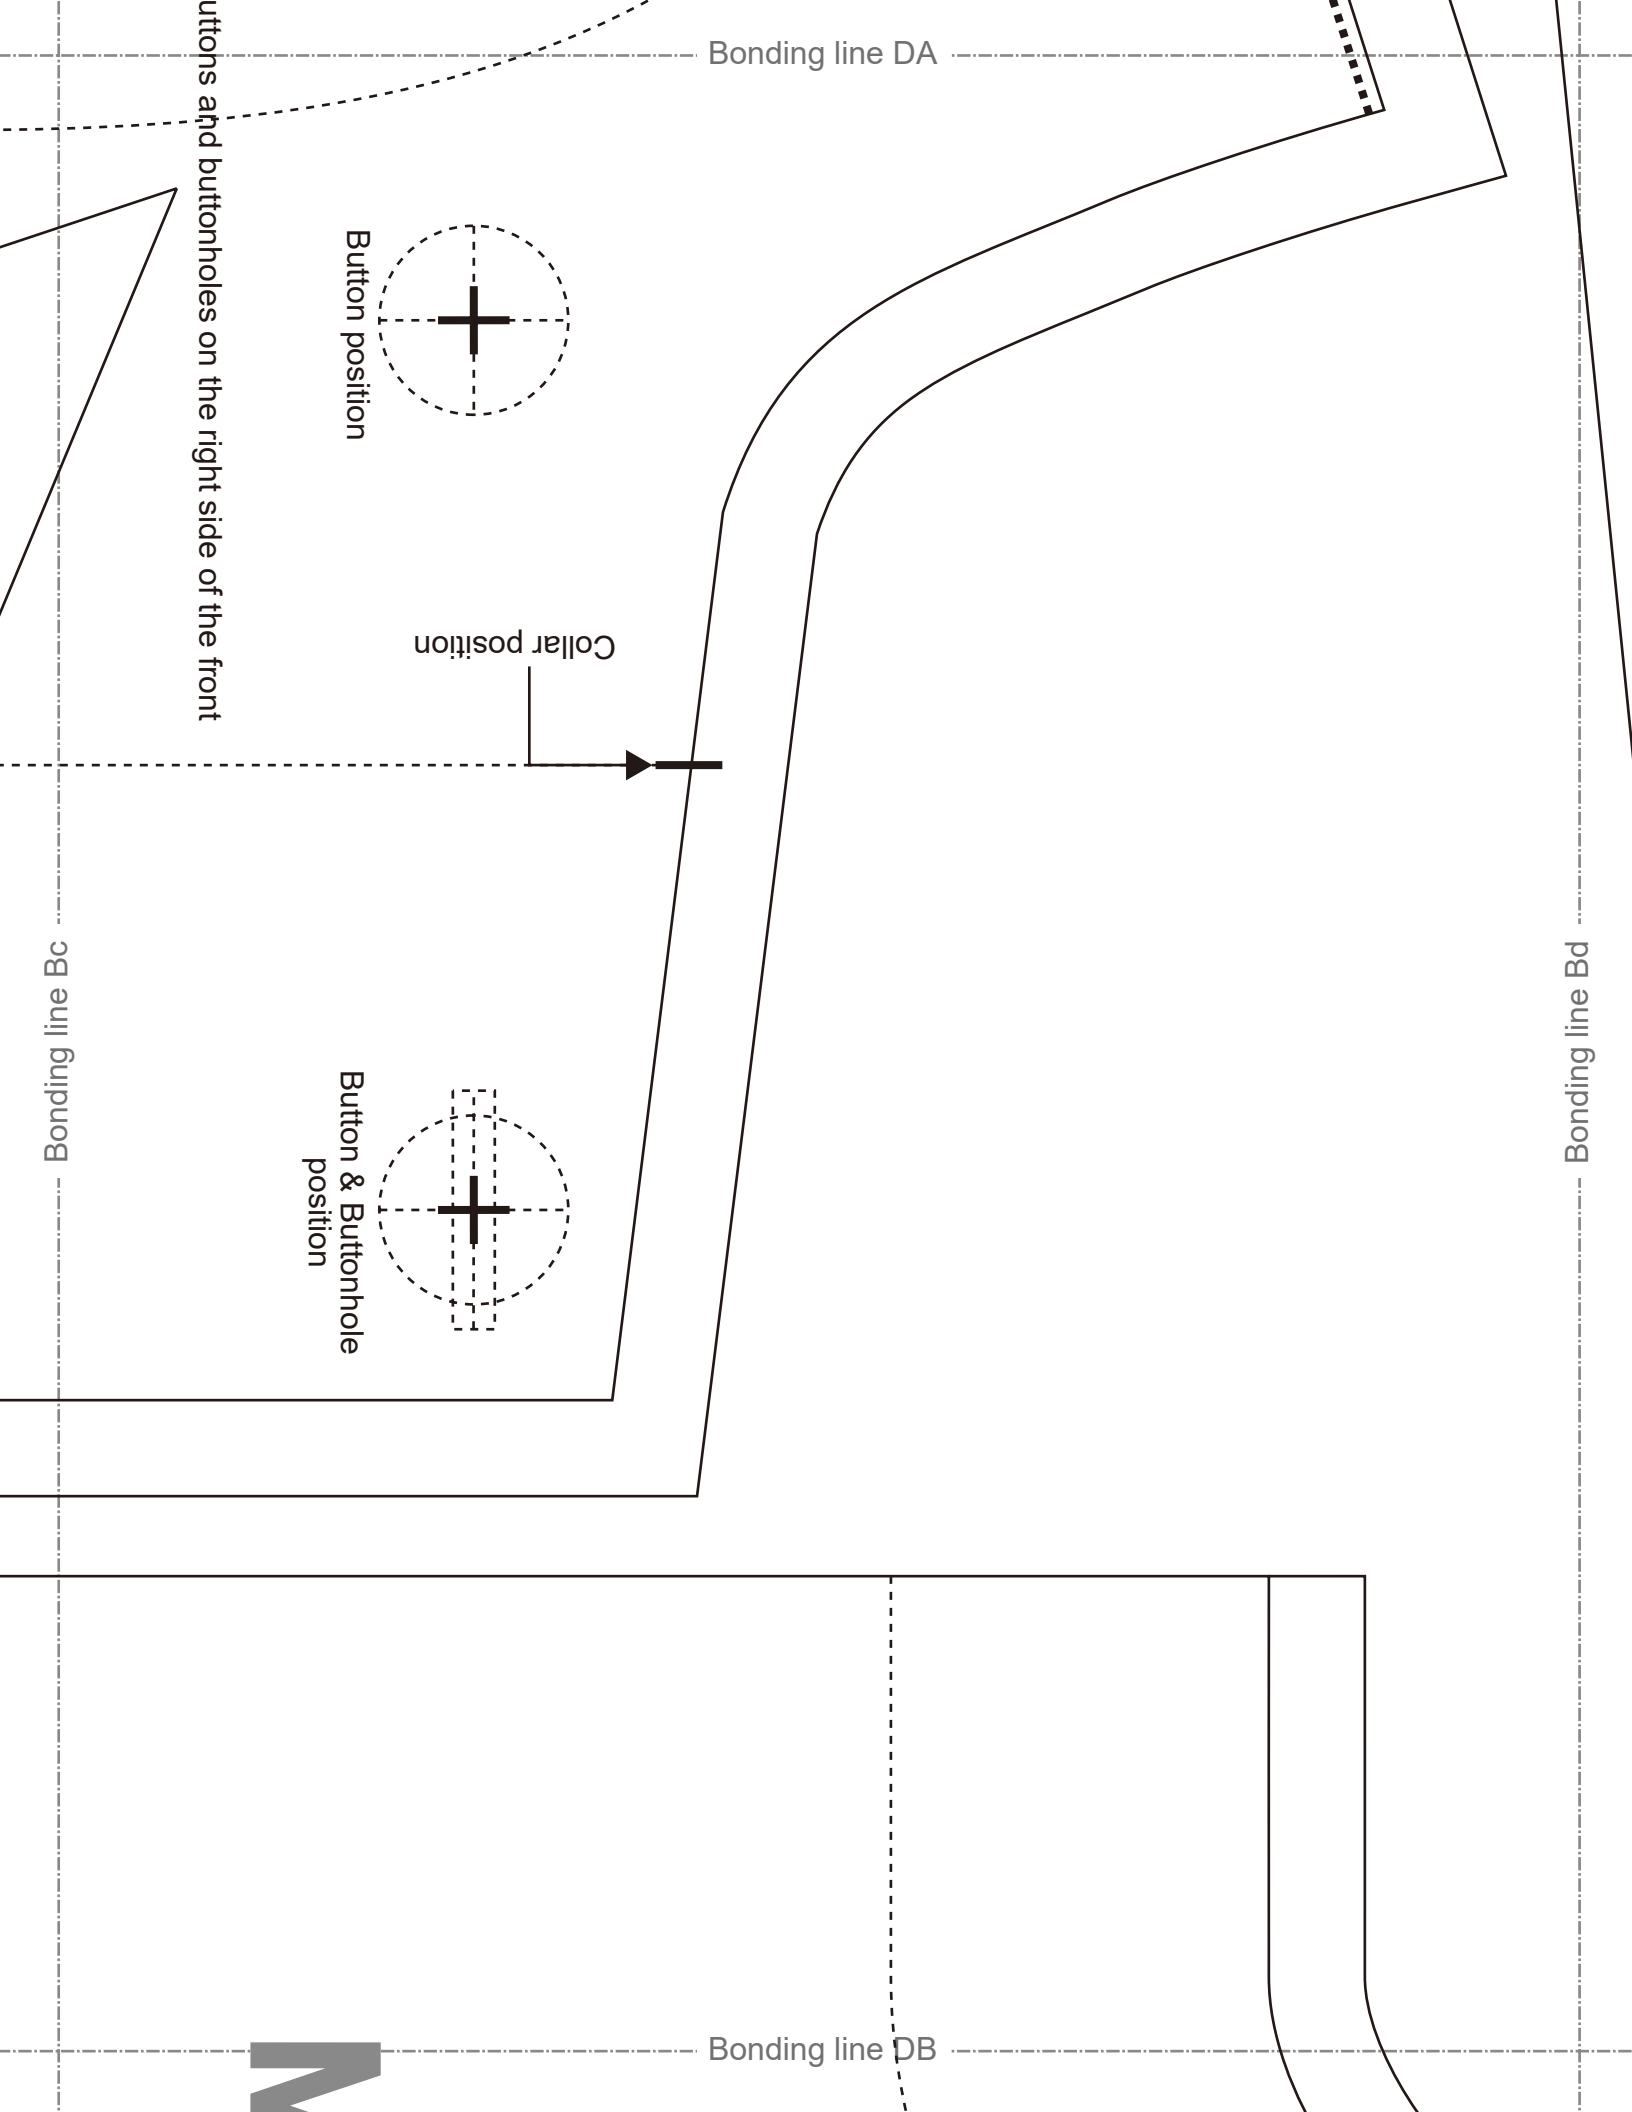 Bonding line DA
uttons and buttonholes on the right side of the front
Button position
Collar position
Bonding line Bc
Bonding line Bd
Button & Buttonhole
position
Bonding line DB
M